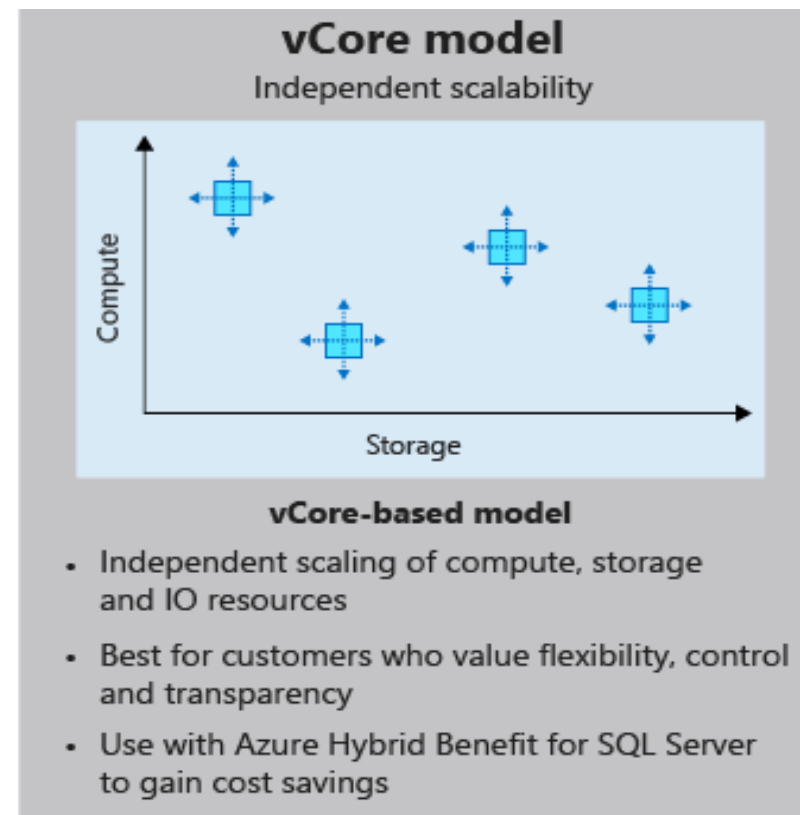 vCore model
Independent scalability
Compute
Storage
vCore-based model
• Independent scaling of compute, storage
and IO resources
• Best for customers who value flexibility, control
and transparency
• Use with Azure Hybrid Benefit for SQL Server
to gain cost savings